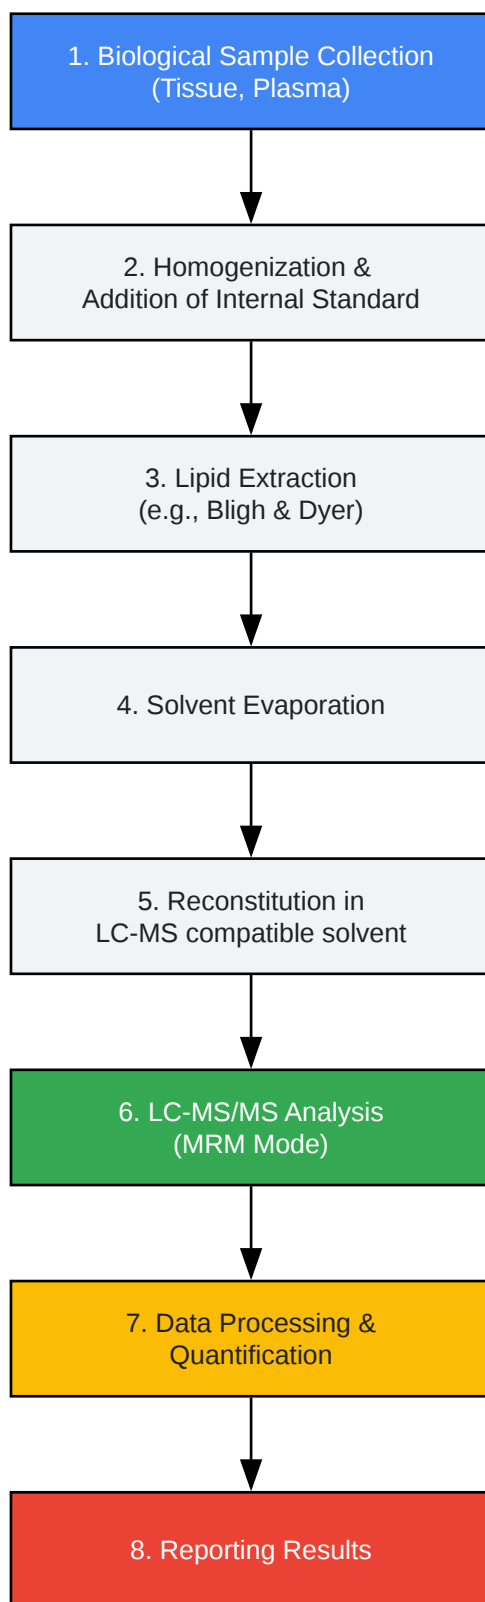 1. Biological Sample Collection
(Tissue, Plasma)
2. Homogenization &
Addition of Internal Standard
3. Lipid Extraction
(e.g., Bligh & Dyer)
4. Solvent Evaporation
5. Reconstitution in
LC-MS compatible solvent
6. LC-MS/MS Analysis
(MRM Mode)
7. Data Processing &
Quantification
8. Reporting Results